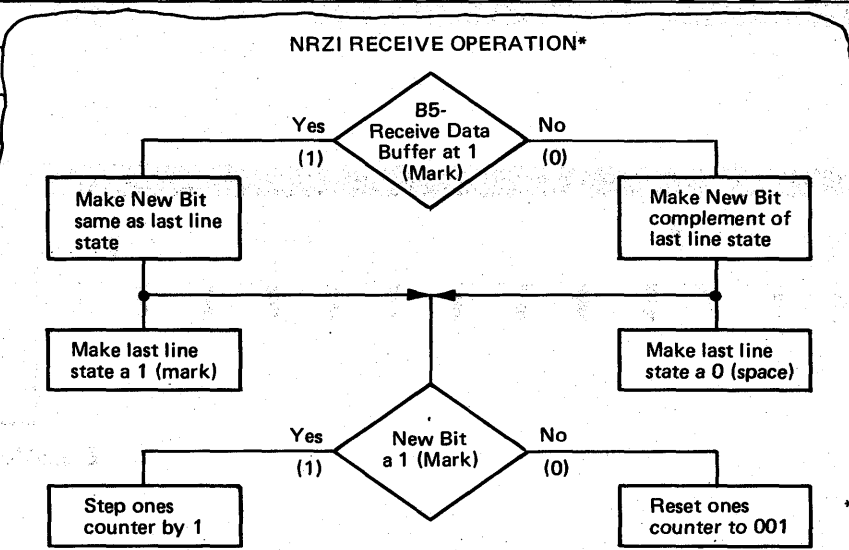 NRZI RECEIVE OPERATION*
B5-
Receive Data
Buffer at 1
(Mark)
Yes
(1)
No
(0)
Make New Bit
same as last line
state
Make New Bit
complement of
last line state
Make last line
state a 1 (mark)
Make last line
state a 0 (space)
New Bit
a 1 (Mark)
Yes
(1)
No
(0)
Step ones
counter by 1
Reset ones
counter to 001
*